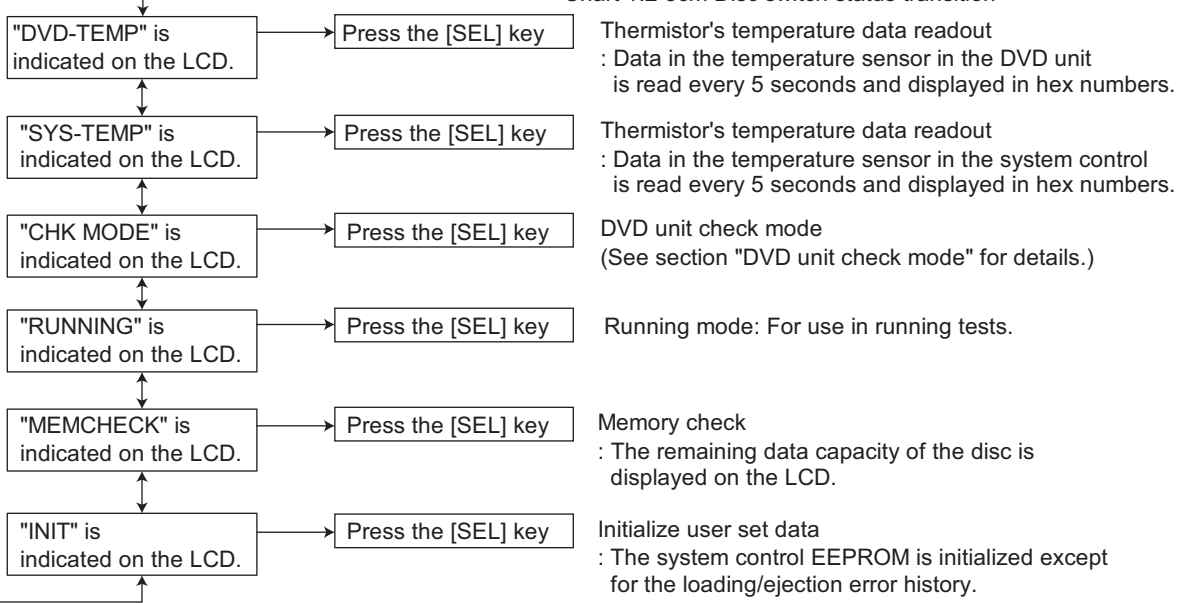 "DVD-TEMP" is
indicated on the LCD.
Press the [SEL] key
Thermistor's temperature data readout
: Data in the temperature sensor in the DVD unit
is read every 5 seconds and displayed in hex numbers.
"SYS-TEMP" is
indicated on the LCD.
Press the [SEL] key
Thermistor's temperature data readout
: Data in the temperature sensor in the system control
is read every 5 seconds and displayed in hex numbers.
"CHK MODE" is
indicated on the LCD.
Press the [SEL] key
DVD unit check mode
(See section "DVD unit check mode" for details.)
"RUNNING" is
indicated on the LCD.
Press the [SEL] key
Running mode: For use in running tests.
"MEMCHECK" is
indicated on the LCD.
Press the [SEL] key
Memory check
: The remaining data capacity of the disc is
displayed on the LCD.
"INIT" is
indicated on the LCD.
Press the [SEL] key
Initialize user set data
: The system control EEPROM is initialized except
for the loading/ejection error history.